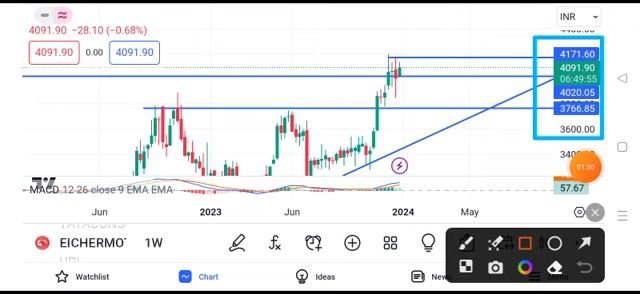 INR
4091.90 −28.10 (−0.68%)
4091.90 0.00 4091.90
4171.60
4091.90
06:49:55
4020.05
3766.85
3600.00
3400
01:30
MACD 12 26 close 9 EMA EMA
57.67
Jun 2023 Jun 2024 May
EICHERMOT 1W
Watchlist
Chart
Ideas
News